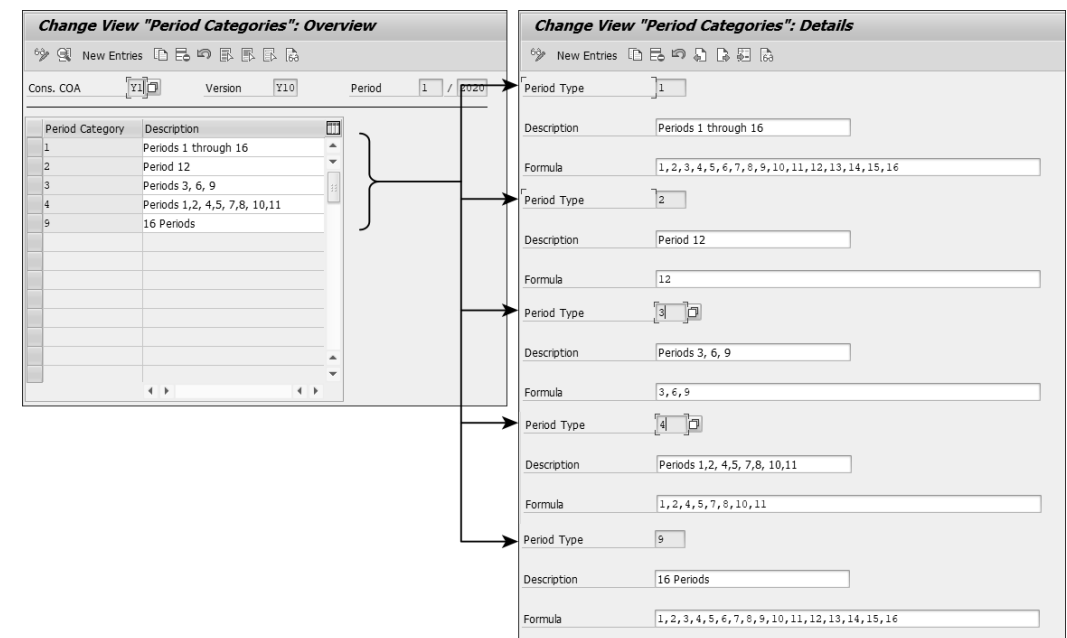 Change View "Period Categories": Overview
New Entries
Cons. COA Y1 Version Y10 Period 1 / 2020
Period Category Description
1 Periods 1 through 16
2 Period 12
3 Periods 3, 6, 9
4 Periods 1,2, 4,5, 7,8, 10,11
9 16 Periods
Change View "Period Categories": Details
New Entries
Period Type 1
Description Periods 1 through 16
Formula 1,2,3,4,5,6,7,8,9,10,11,12,13,14,15,16
Period Type 2
Description Period 12
Formula 12
Period Type 3
Description Periods 3, 6, 9
Formula 3,6,9
Period Type 4
Description Periods 1,2, 4,5, 7,8, 10,11
Formula 1,2,4,5,7,8,10,11
Period Type 9
Description 16 Periods
Formula 1,2,3,4,5,6,7,8,9,10,11,12,13,14,15,16